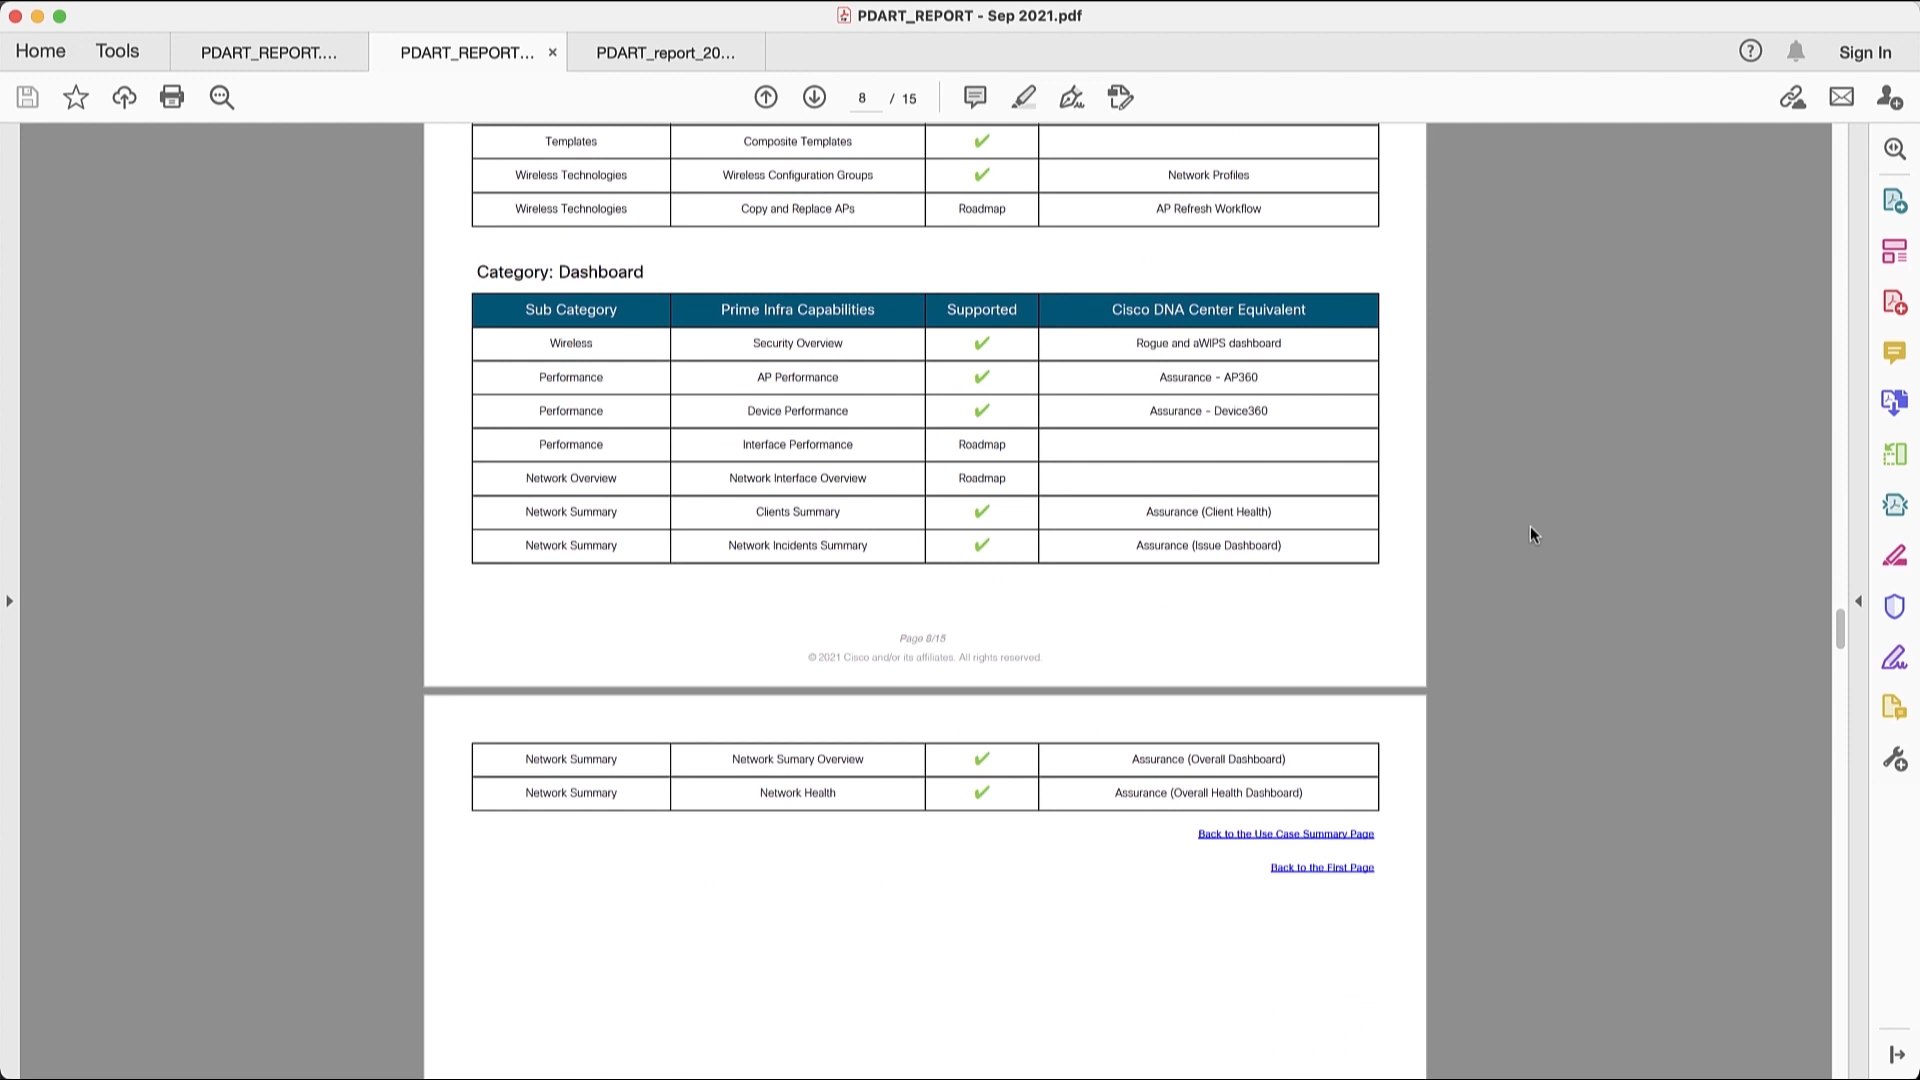 PDART_REPORT - Sep 2021.pdf
Home Tools PDART_REPORT.... PDART_REPORT... × PDART_report_20... Sign In
8 / 15
Templates Composite Templates ✔
Wireless Technologies Wireless Configuration Groups ✔ Network Profiles
Wireless Technologies Copy and Replace APs Roadmap AP Refresh Workflow
Category: Dashboard
Sub Category Prime Infra Capabilities Supported Cisco DNA Center Equivalent
Wireless Security Overview ✔ Rogue and aWIPS dashboard
Performance AP Performance ✔ Assurance - AP360
Performance Device Performance ✔ Assurance - Device360
Performance Interface Performance Roadmap
Network Overview Network Interface Overview Roadmap
Network Summary Clients Summary ✔ Assurance (Client Health)
Network Summary Network Incidents Summary ✔ Assurance (Issue Dashboard)
Page 8/15
© 2021 Cisco and/or its affiliates. All rights reserved.
Network Summary Network Sumary Overview ✔ Assurance (Overall Dashboard)
Network Summary Network Health ✔ Assurance (Overall Health Dashboard)
Back to the Use Case Summary Page
Back to the First Page